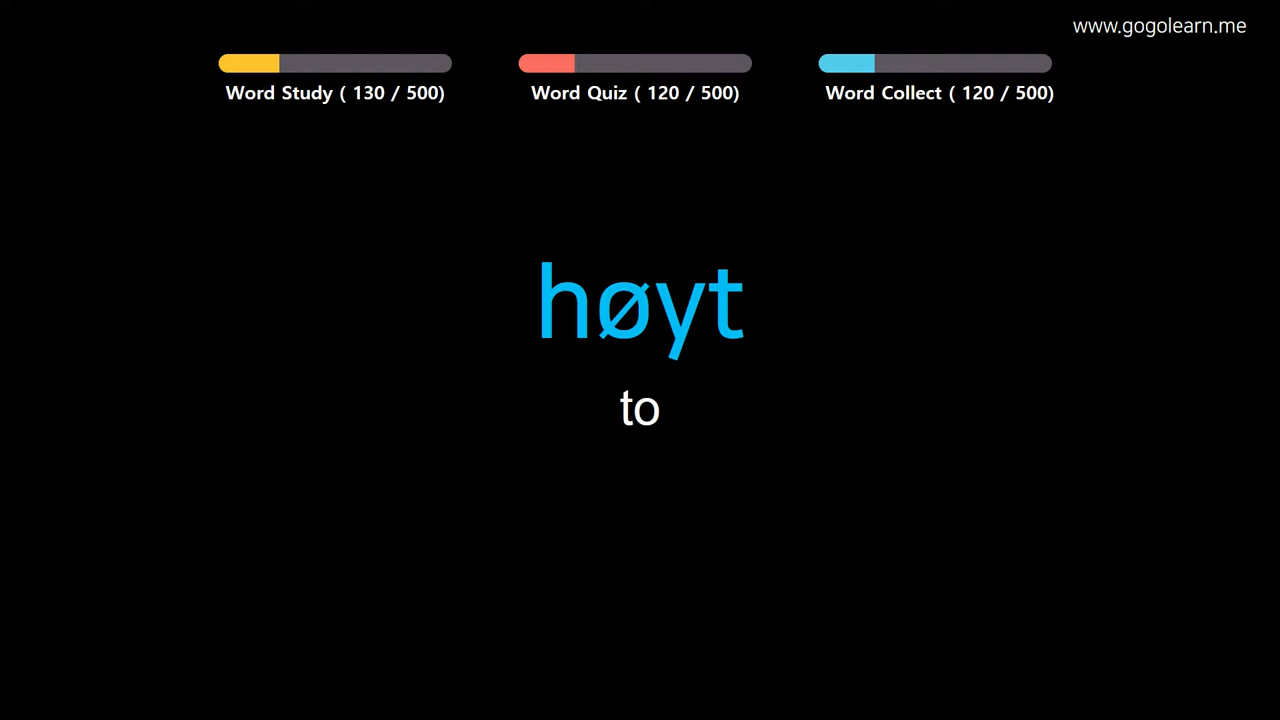 www.gogolearn.me
Word Study ( 130 / 500)
Word Quiz ( 120 / 500)
Word Collect ( 120 / 500)
høyt
to